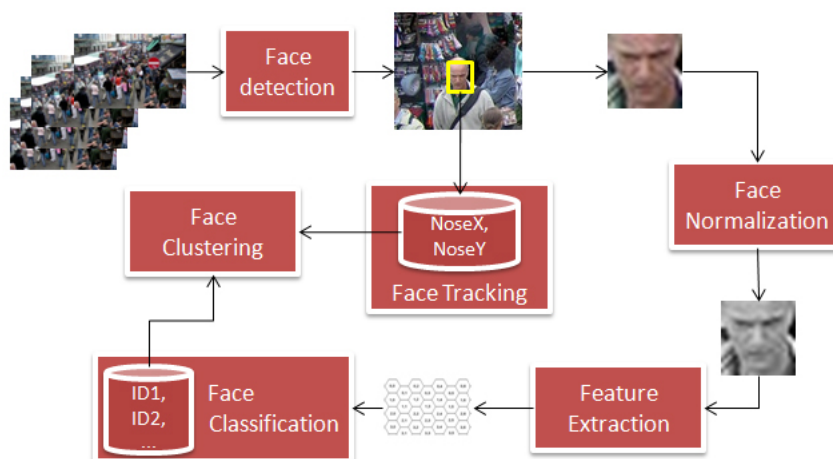 Face
detection
Face
Normalization
Face
Clustering
NoseX,
NoseY
Face Tracking
ID1,
ID2,
...
Face
Classification
Feature
Extraction